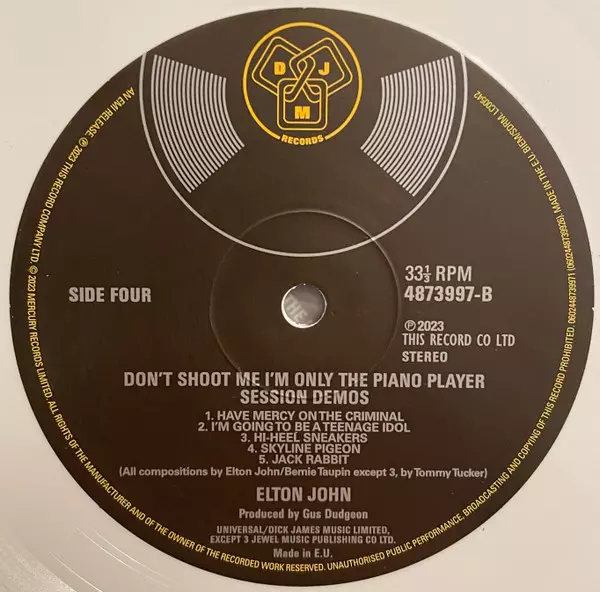 D J
M
RECORDS
SIDE FOUR
33⅓ RPM
4873997-B
℗2023
THIS RECORD CO LTD
STEREO
DON'T SHOOT ME I'M ONLY THE PIANO PLAYER
SESSION DEMOS
1. HAVE MERCY ON THE CRIMINAL
2. I'M GOING TO BE A TEENAGE IDOL
3. HI-HEEL SNEAKERS
4. SKYLINE PIGEON
5. JACK RABBIT
(All compositions by Elton John/Bernie Taupin except 3, by Tommy Tucker)
ELTON JOHN
Produced by Gus Dudgeon
UNIVERSAL/DICK JAMES MUSIC LIMITED,
EXCEPT 3 JEWEL MUSIC PUBLISHING CO LTD.
Made in E.U.
AN EMI RELEASE. ℗ 2023 THIS RECORD COMPANY LTD. © 2023 MERCURY RECORDS LIMITED. ALL RIGHTS OF THE MANUFACTURER AND OF THE OWNER OF THE RECORDED WORK RESERVED. UNAUTHORISED PUBLIC PERFORMANCE, BROADCASTING AND COPYING OF THIS RECORD PROHIBITED. MADE IN THE EU. BIEM/SDRM. LC00542